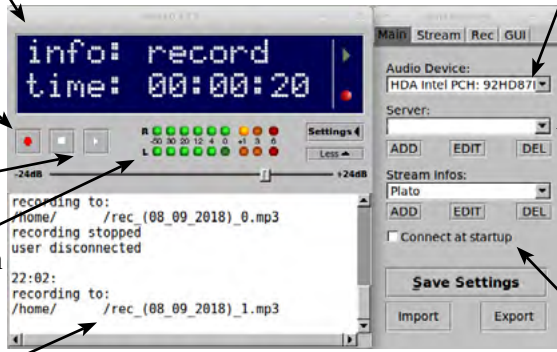 info: record
time: 00:00:20
R
-50 30 20 12 4 0 +1 3 6
L
Settings
Less
-24dB
+24dB
recording to:
/home/ /rec_(08_09_2018)_0.mp3
recording stopped
user disconnected
22:02:
recording to:
/home/ /rec_(08_09_2018)_1.mp3
Main Stream Rec GUI
Audio Device:
HDA Intel PCH: 92HD87
Server:
ADD EDIT DEL
Stream Infos:
Plato
ADD EDIT DEL
Connect at startup
Save Settings
Import Export